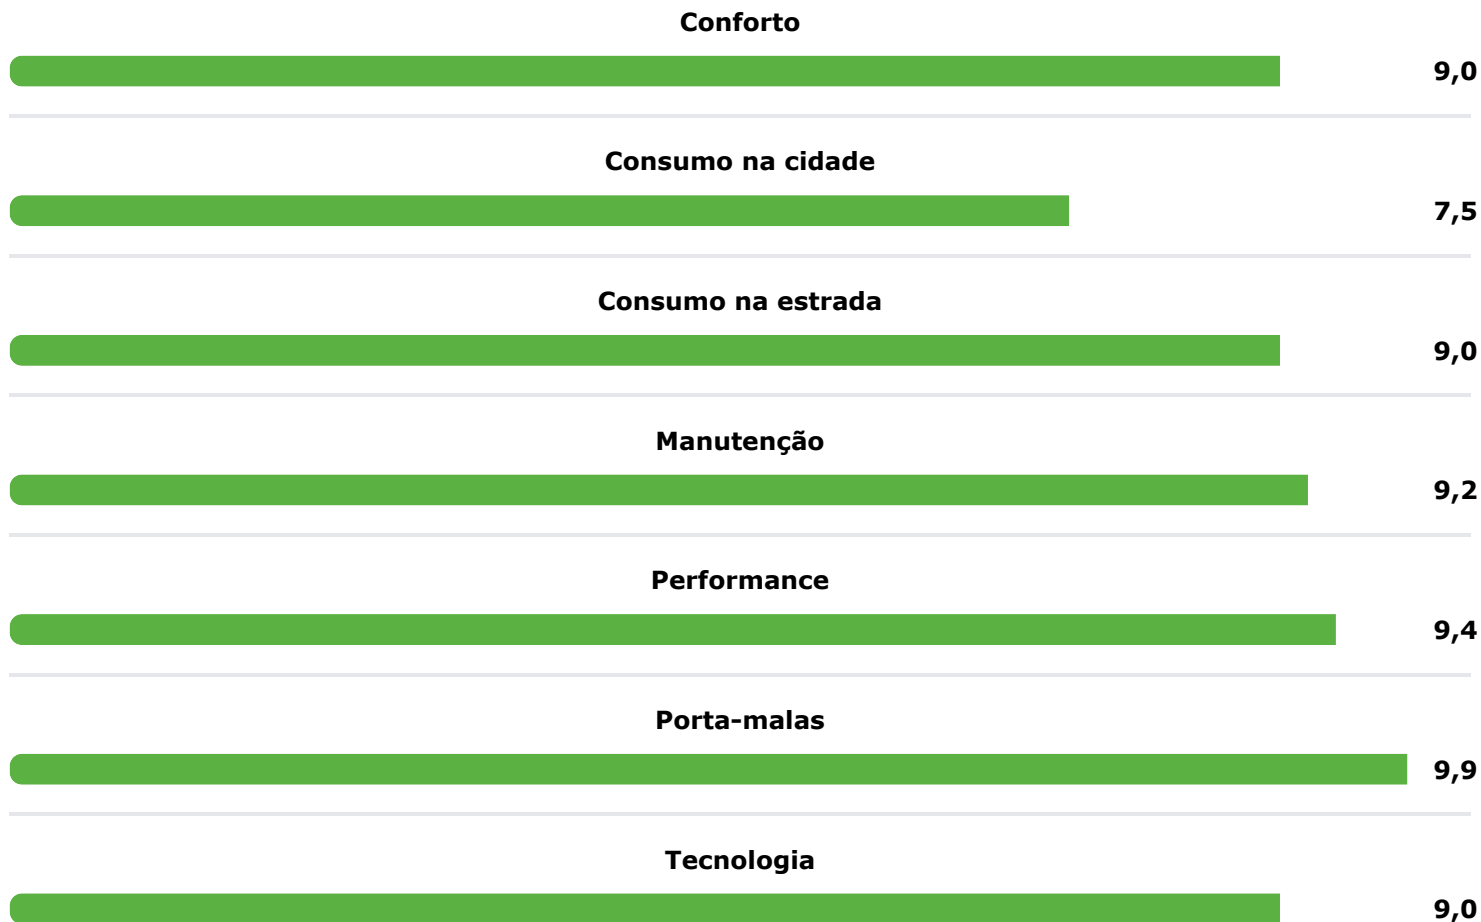 Conforto
9,0
Consumo na cidade
7,5
Consumo na estrada
9,0
Manutenção
9,2
Performance
9,4
Porta-malas
9,9
Tecnologia
9,0